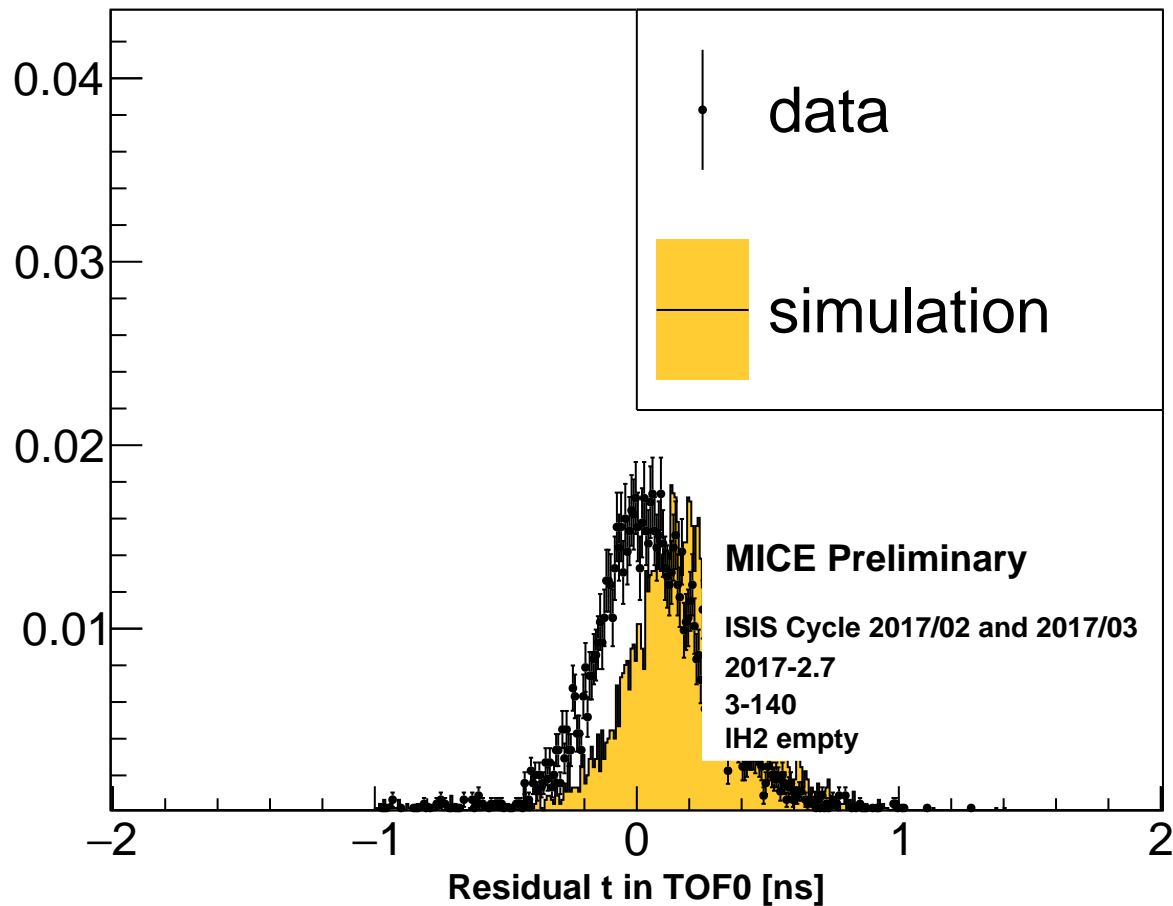 0.04
data
0.03
simulation
0.02
MICE Preliminary
0.01
ISIS Cycle 2017/02 and 2017/03
2017-2.7
3-140
lH2 empty
−2 −1 0 1 2
Residual t in TOF0 [ns]